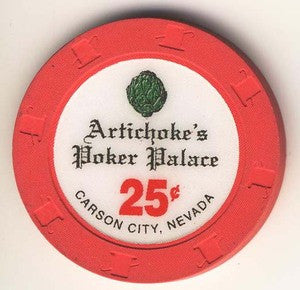 Artichoke's
Poker Palace
25¢
CARSON CITY, NEVADA